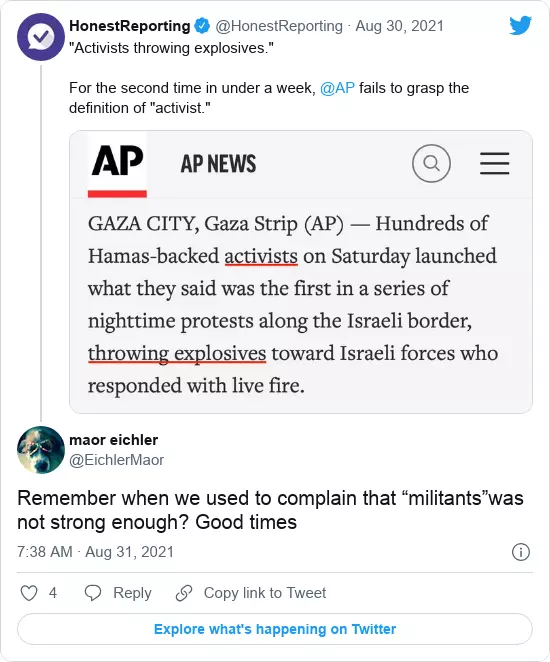 HonestReporting @HonestReporting · Aug 30, 2021
"Activists throwing explosives."
For the second time in under a week, @AP fails to grasp the
definition of "activist."
AP AP NEWS
GAZA CITY, Gaza Strip (AP) — Hundreds of
Hamas-backed activists on Saturday launched
what they said was the first in a series of
nighttime protests along the Israeli border,
throwing explosives toward Israeli forces who
responded with live fire.
maor eichler
@EichlerMaor
Remember when we used to complain that “militants”was
not strong enough? Good times
7:38 AM · Aug 31, 2021
4 Reply Copy link to Tweet
Explore what's happening on Twitter